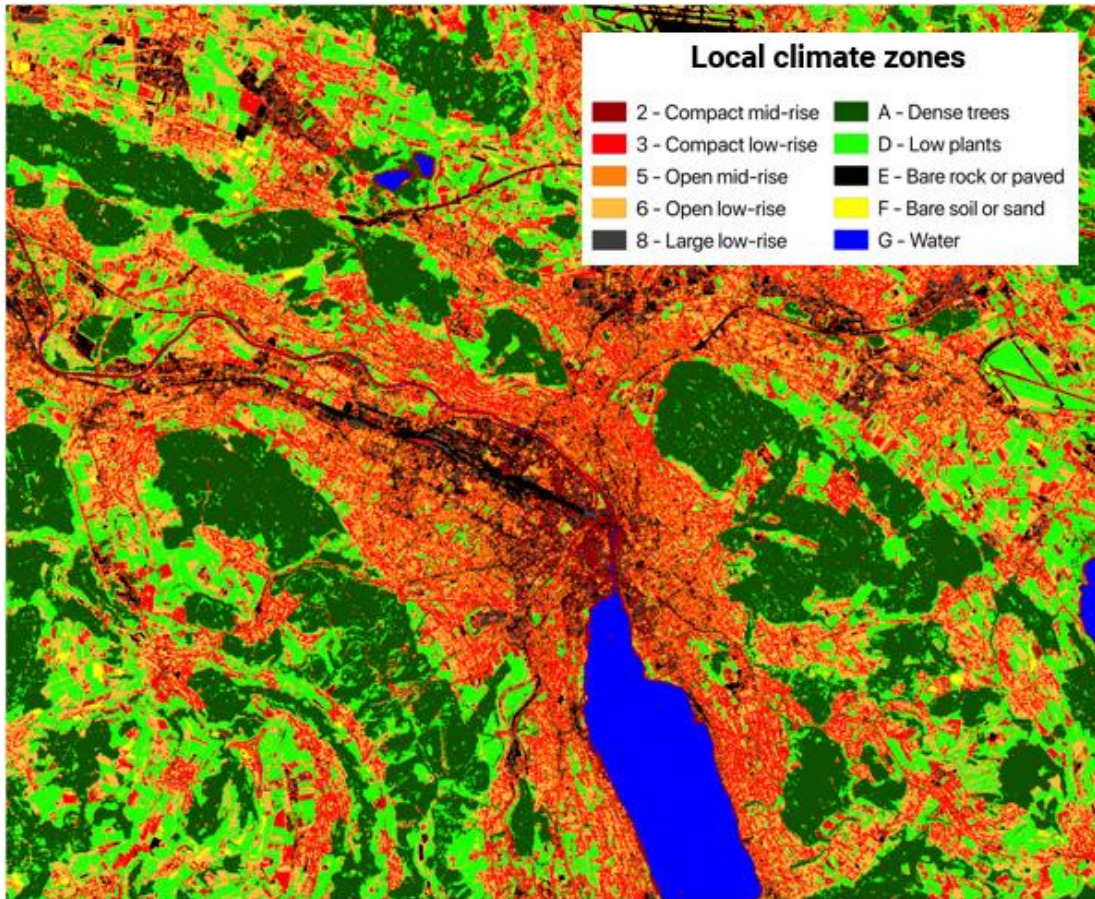 Local climate zones
2 - Compact mid-rise
3 - Compact low-rise
5 - Open mid-rise
6 - Open low-rise
8 - Large low-rise
A - Dense trees
D - Low plants
E - Bare rock or paved
F - Bare soil or sand
G - Water